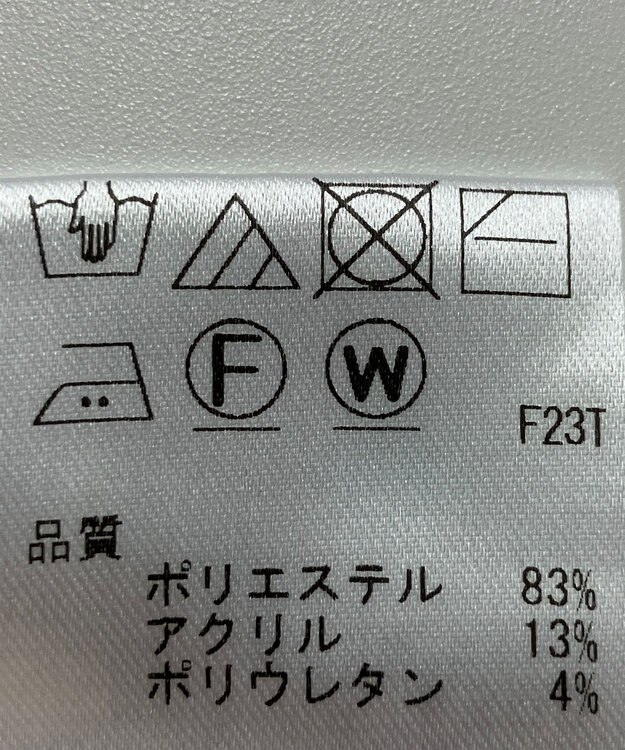 F W
F23T
品質
ポリエステル 83%
アクリル 13%
ポリウレタン 4%